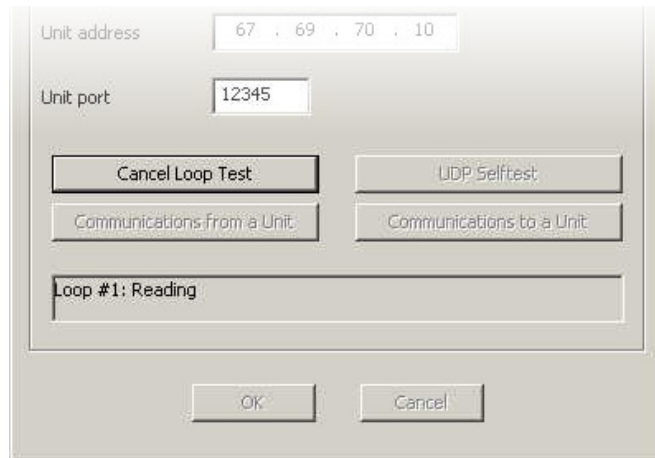 Unit address 67 . 69 . 70 . 10
Unit port 12345
Cancel Loop Test UDP Selftest
Communications from a Unit Communications to a Unit
Loop #1: Reading
OK Cancel